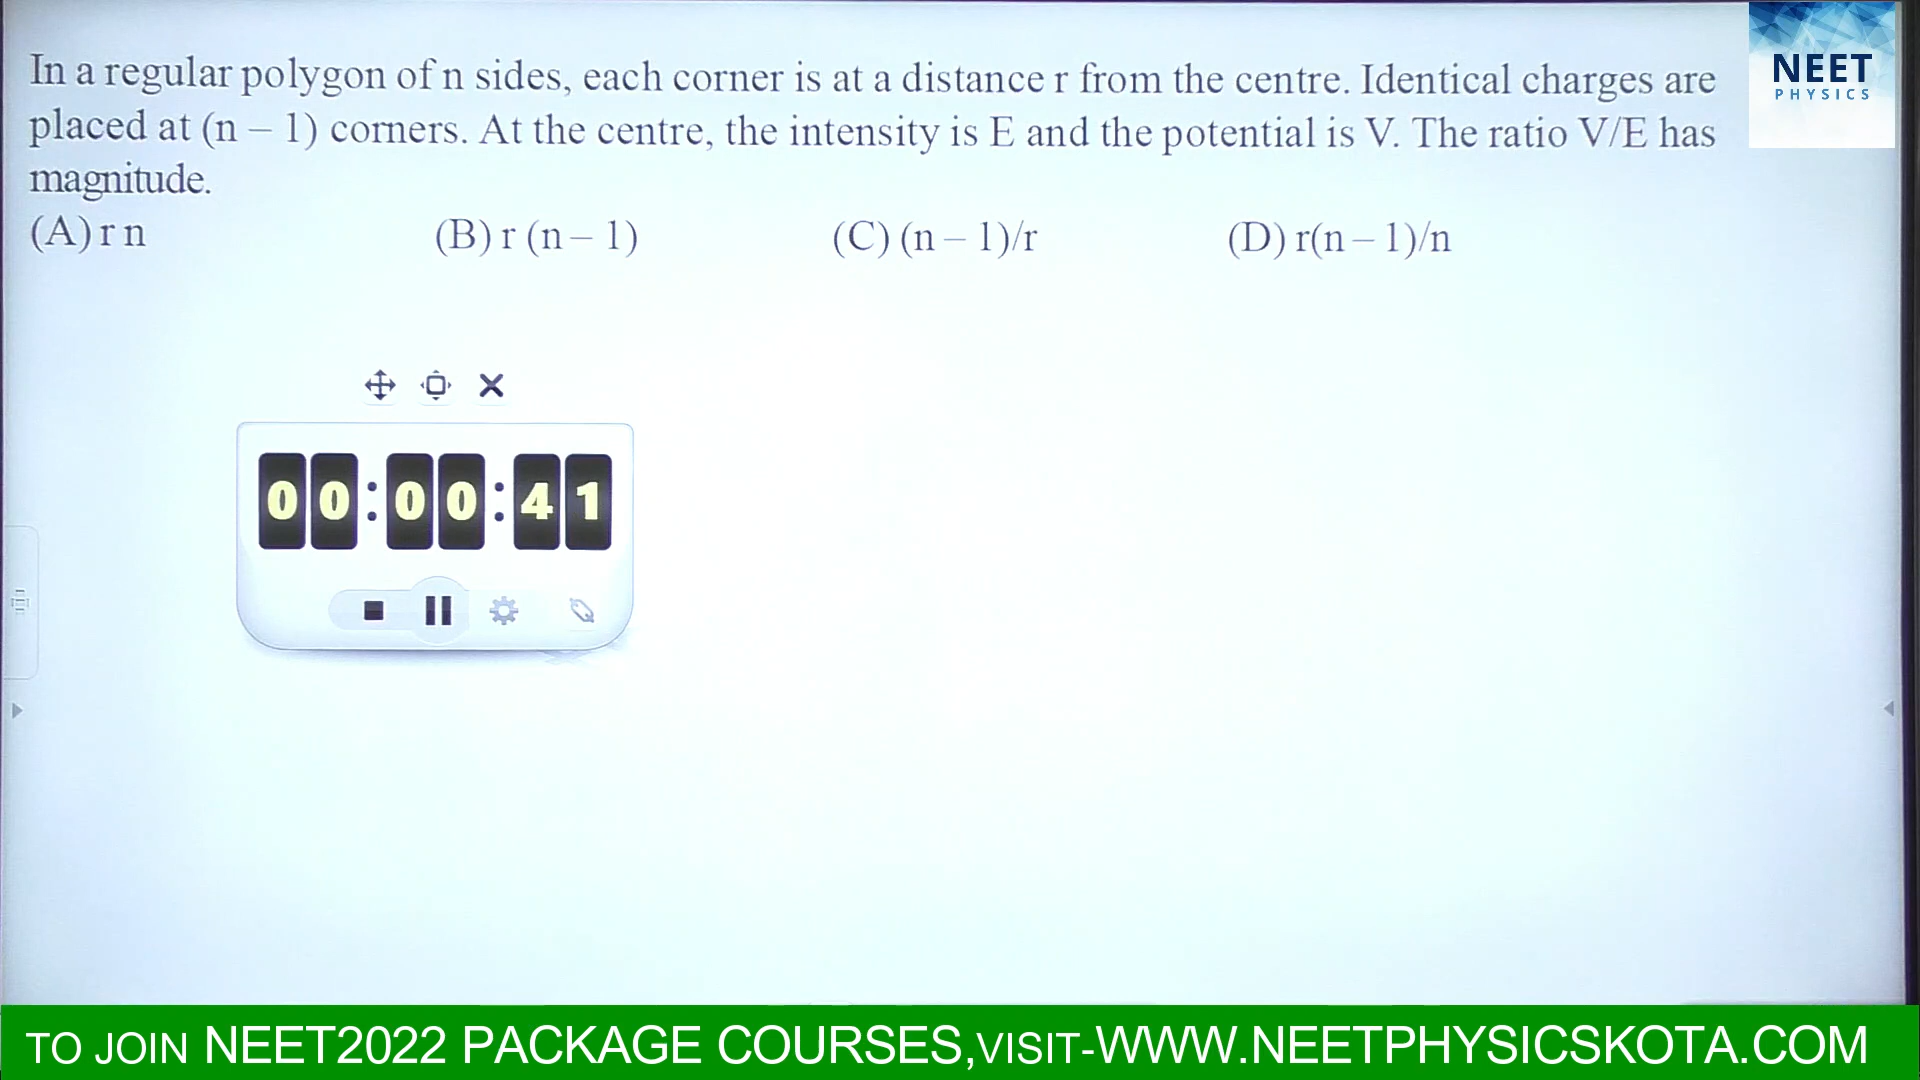 In a regular polygon of n sides, each corner is at a distance r from the centre. Identical charges are
placed at (n – 1) corners. At the centre, the intensity is E and the potential is V. The ratio V/E has
magnitude.
(A) r n (B) r (n – 1) (C) (n – 1)/r (D) r(n – 1)/n
NEET
PHYSICS
00:00:41
TO JOIN NEET2022 PACKAGE COURSES,VISIT-WWW.NEETPHYSICSKOTA.COM